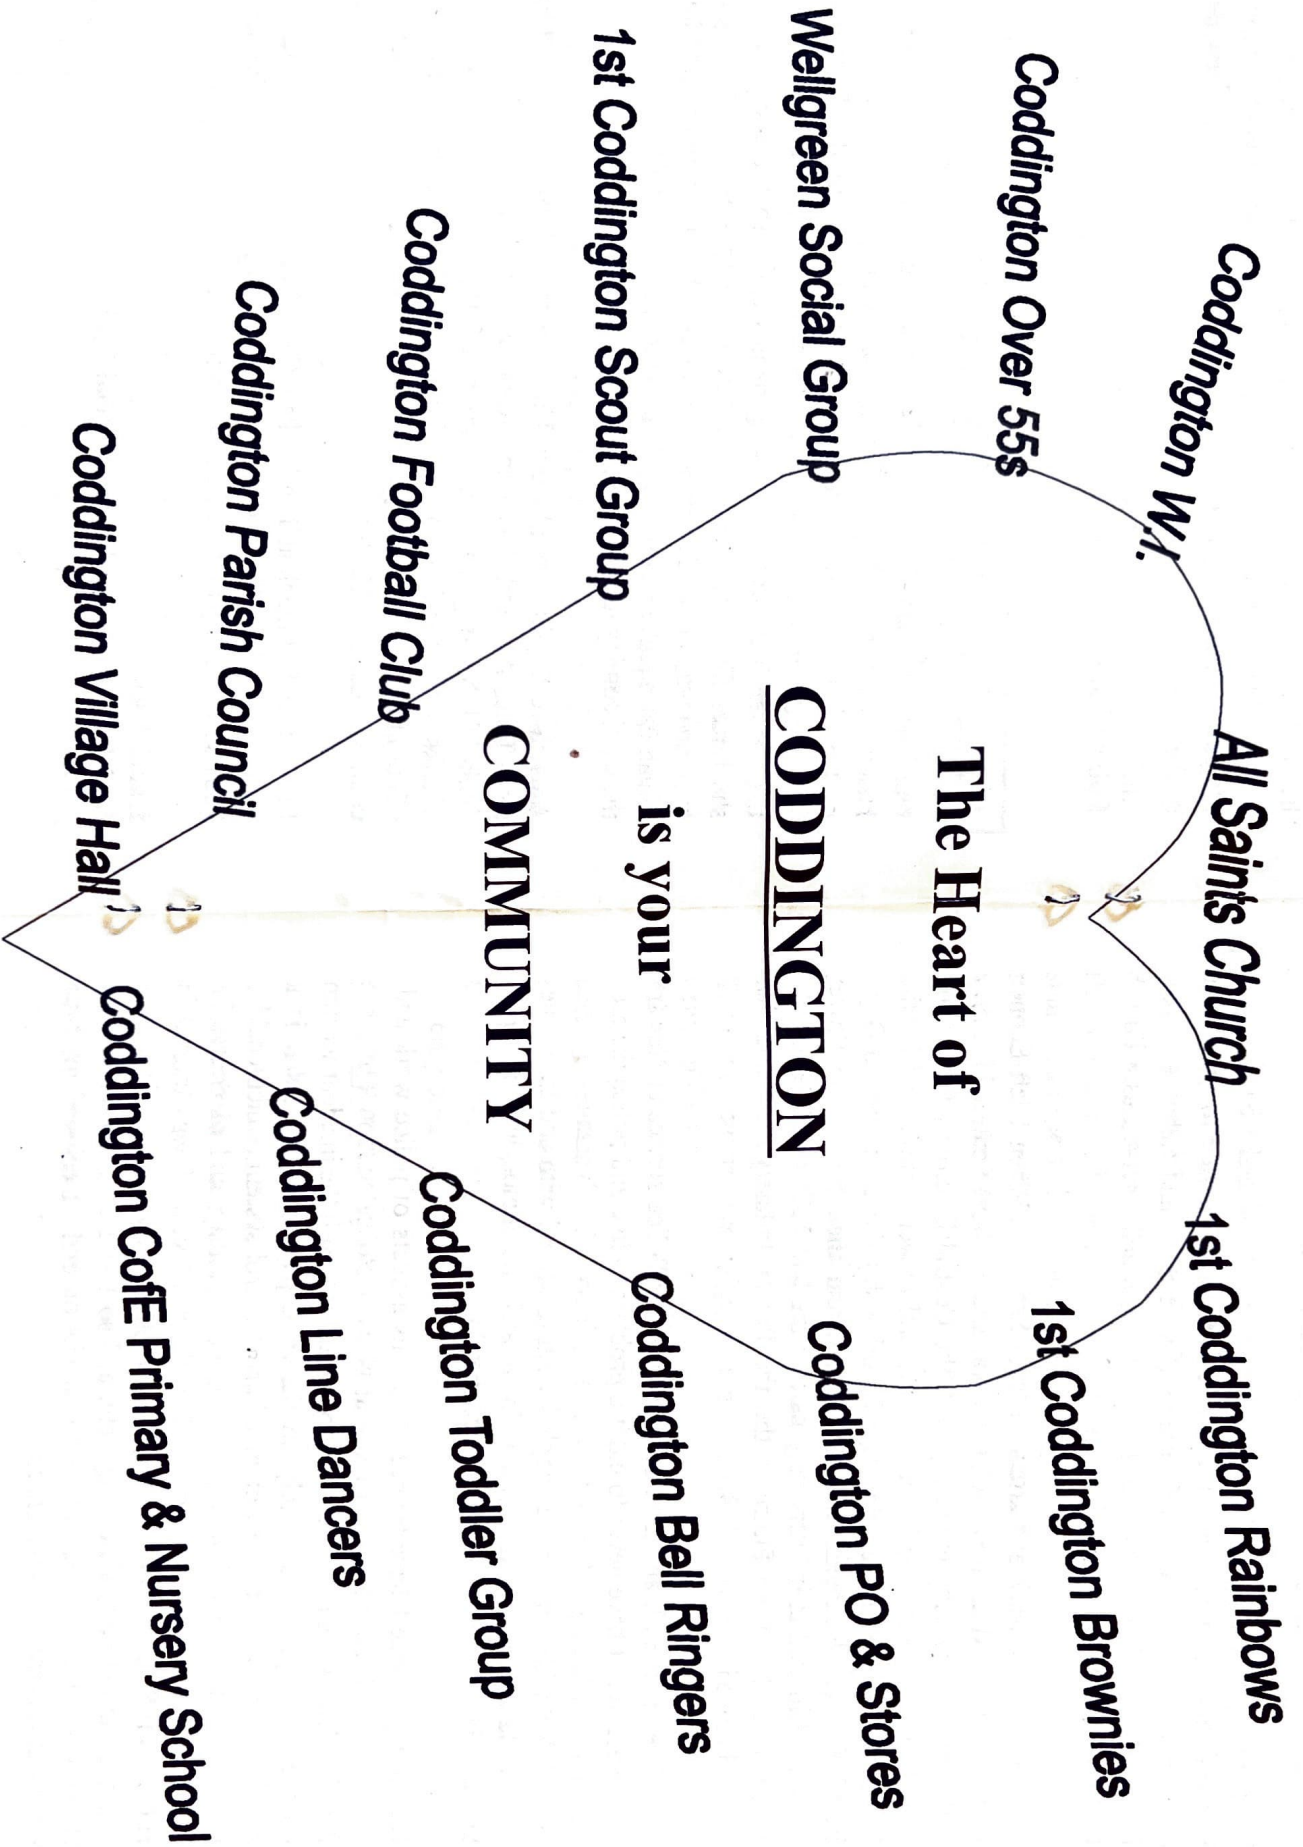 All Saints Church
Coddington W.I.
1st Coddington Rainbows
Coddington Over 55s
1st Coddington Brownies
Wellgreen Social Group
Coddington PO & Stores
1st Coddington Scout Group
Coddington Bell Ringers
Coddington Football Club
Coddington Toddler Group
Coddington Parish Council
Coddington Line Dancers
Coddington Village Hall
Coddington CofE Primary & Nursery School
The Heart of
CODDINGTON
is your
COMMUNITY